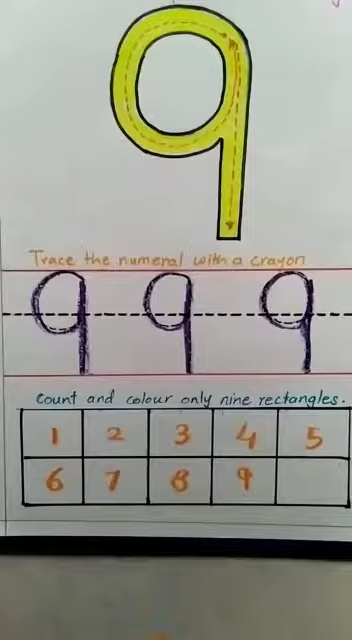 9
Trace the numeral with a crayon
9 9 9
Count and colour only nine rectangles.
1 2 3 4 5
6 7 8 9